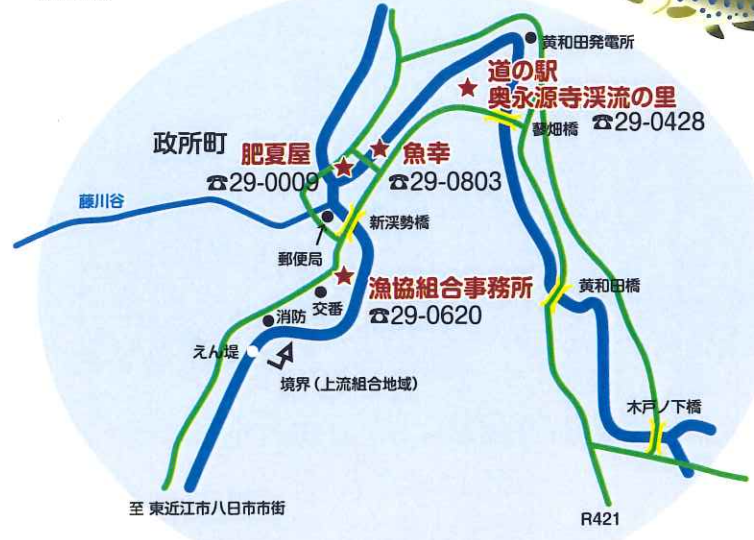 黄和田発電所
道の駅
奥永源寺渓流の里
蓼畑橋
☎29-0428
政所町
肥夏屋
☎29-0009
魚幸
☎29-0803
藤川谷
新渓勢橋
郵便局
漁協組合事務所
☎29-0620
交番
消防
えん堤
境界(上流組合地域)
黄和田橋
木戸ノ下橋
至 東近江市八日市市街
R421